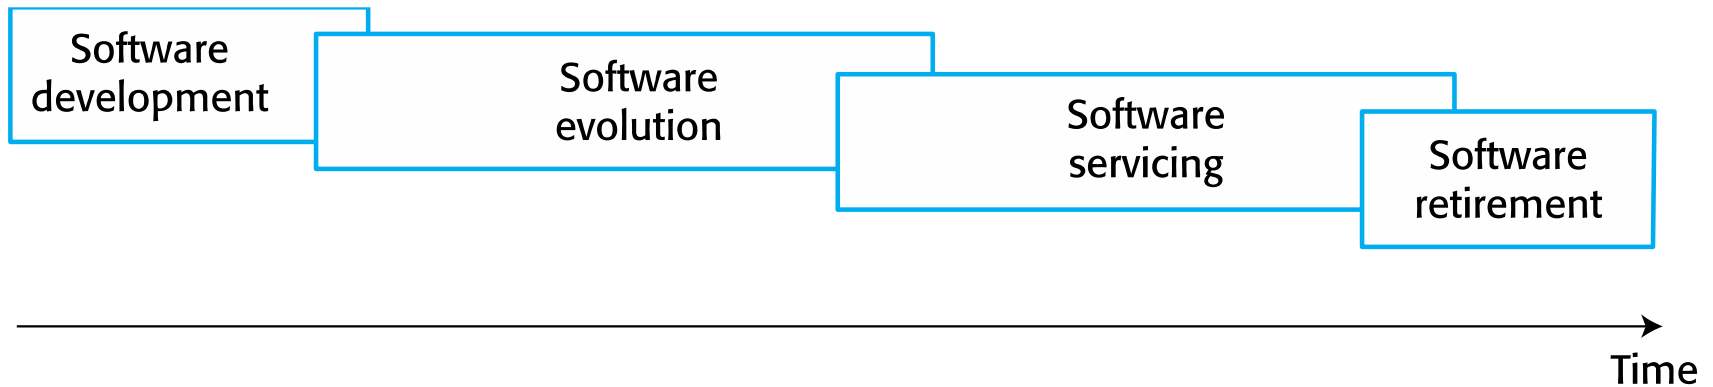 Software
development
Software
evolution
Software
servicing
Software
retirement
Time